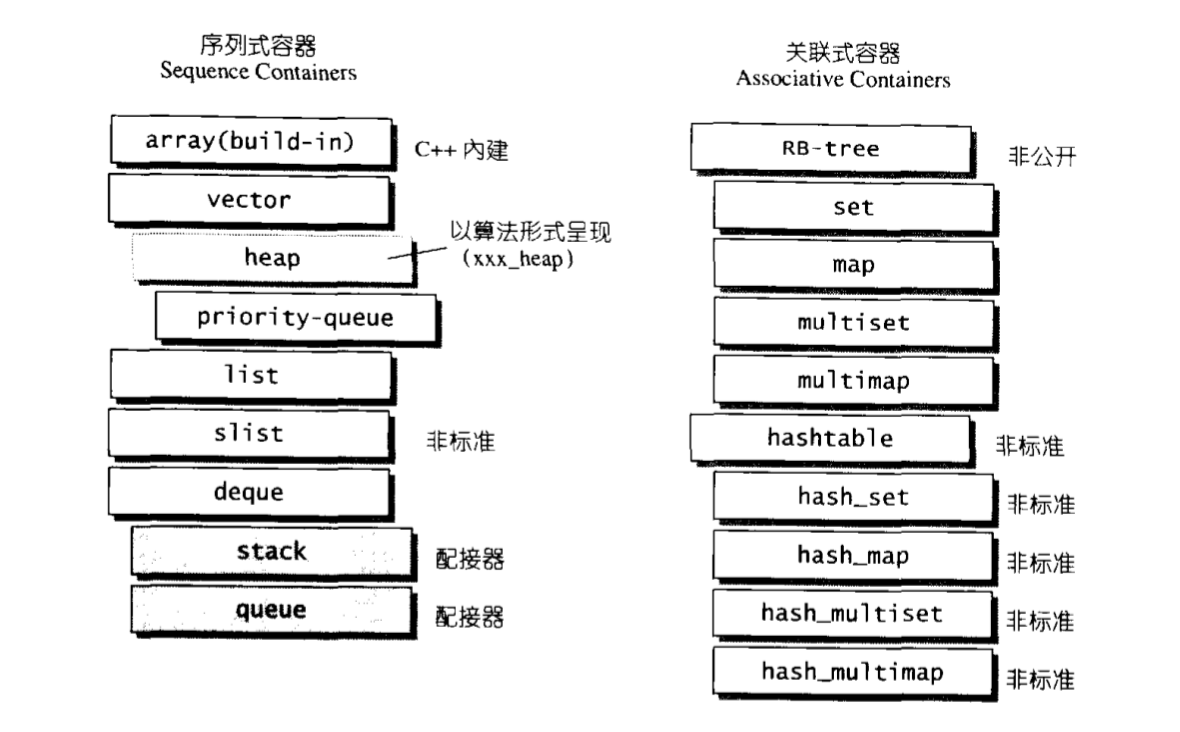 序列式容器
Sequence Containers
array(build-in)
C++ 內建
vector
heap
以算法形式呈现
(xxx_heap)
priority-queue
list
slist
非标准
deque
stack
配接器
queue
配接器
关联式容器
Associative Containers
RB-tree
非公开
set
map
multiset
multimap
hashtable
非标准
hash_set
非标准
hash_map
非标准
hash_multiset
非标准
hash_multimap
非标准